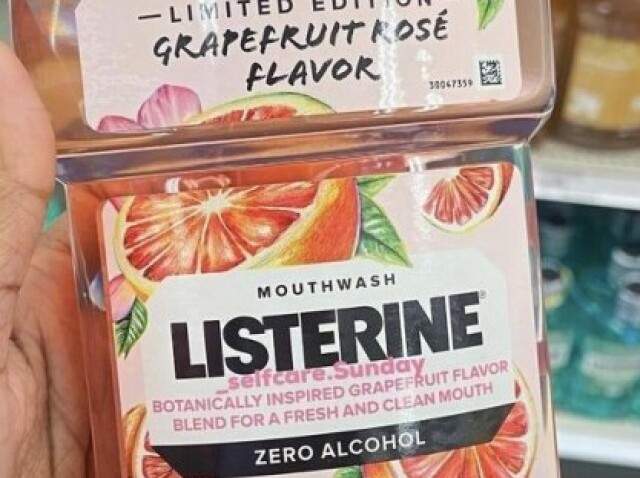 —LIMITED EDITION
GRAPEFRUIT ROSÉ
FLAVOR
30047359
MOUTHWASH
LISTERINE®
_selfcare.Sunday
BOTANICALLY INSPIRED GRAPEFRUIT FLAVOR
BLEND FOR A FRESH AND CLEAN MOUTH
ZERO ALCOHOL